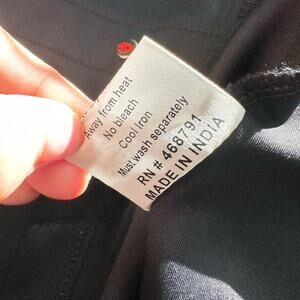 Away from heat
No bleach
Cool Iron
Must wash separately
RN # 468791
MADE IN INDIA